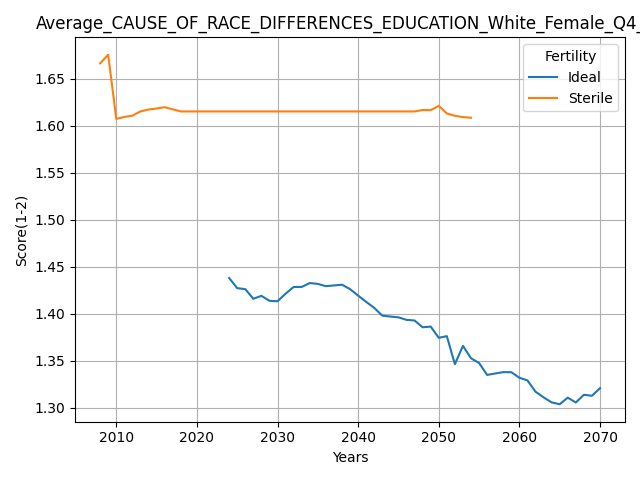 Average_CAUSE_OF_RACE_DIFFERENCES_EDUCATION_White_Female_Q4_
Fertility
Ideal
Sterile
Score(1-2)
1.65
1.60
1.55
1.50
1.45
1.40
1.35
1.30
2010 2020 2030 2040 2050 2060 2070
Years